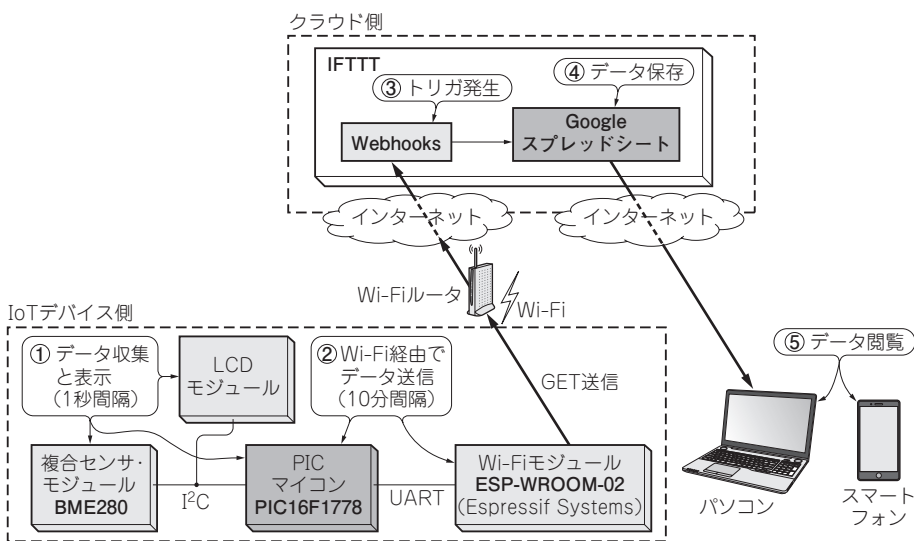 クラウド側
IFTTT
③トリガ発生
④データ保存
Webhooks
Google
スプレッドシート
インターネット
インターネット
Wi-Fiルータ
Wi-Fi
IoTデバイス側
①データ収集
と表示
(1秒間隔)
LCD
モジュール
②Wi-Fi経由で
データ送信
(10分間隔)
GET送信
⑤データ閲覧
複合センサ・
モジュール
BME280
I²C
PIC
マイコン
PIC16F1778
UART
Wi-Fiモジュール
ESP-WROOM-02
(Espressif Systems)
パソコン
スマート
フォン